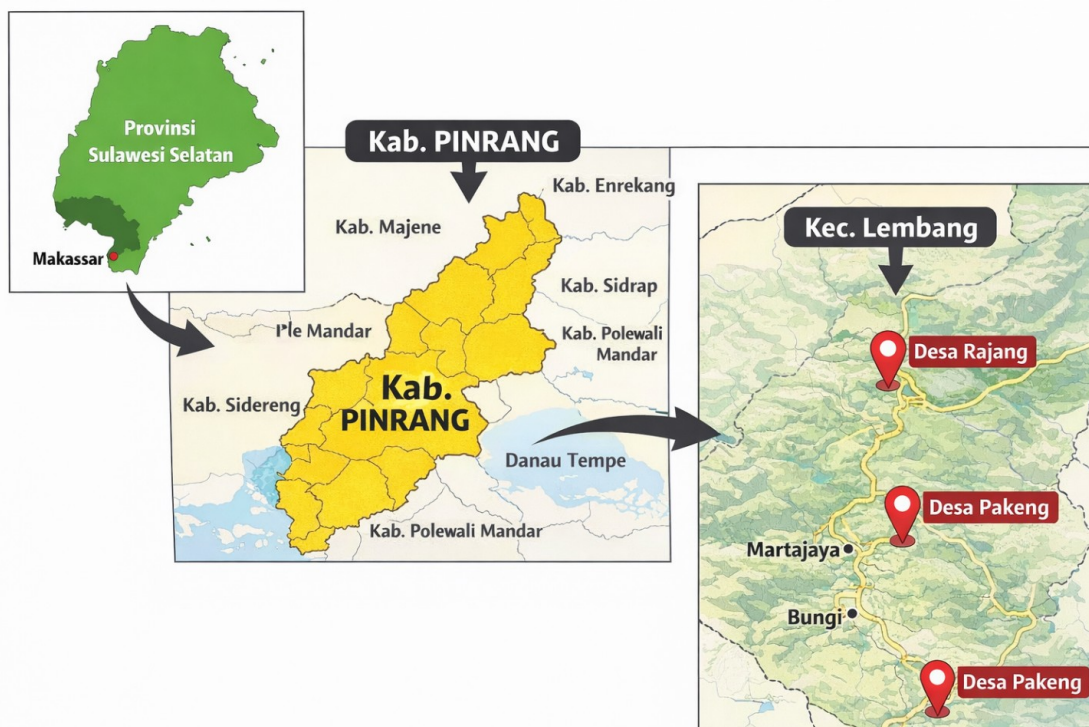 Provinsi
Sulawesi Selatan
Makassar
Kab. PINRANG
Kab. Enrekang
Kab. Majene
Kab. Sidrap
Kab. Polewali
Mandar
Kab. Sidereng
Kab.
PINRANG
Danau Tempe
Kab. Polewali Mandar
Kec. Lembang
Desa Rajang
Desa Pakeng
Martajaya
Bungi
Desa Pakeng